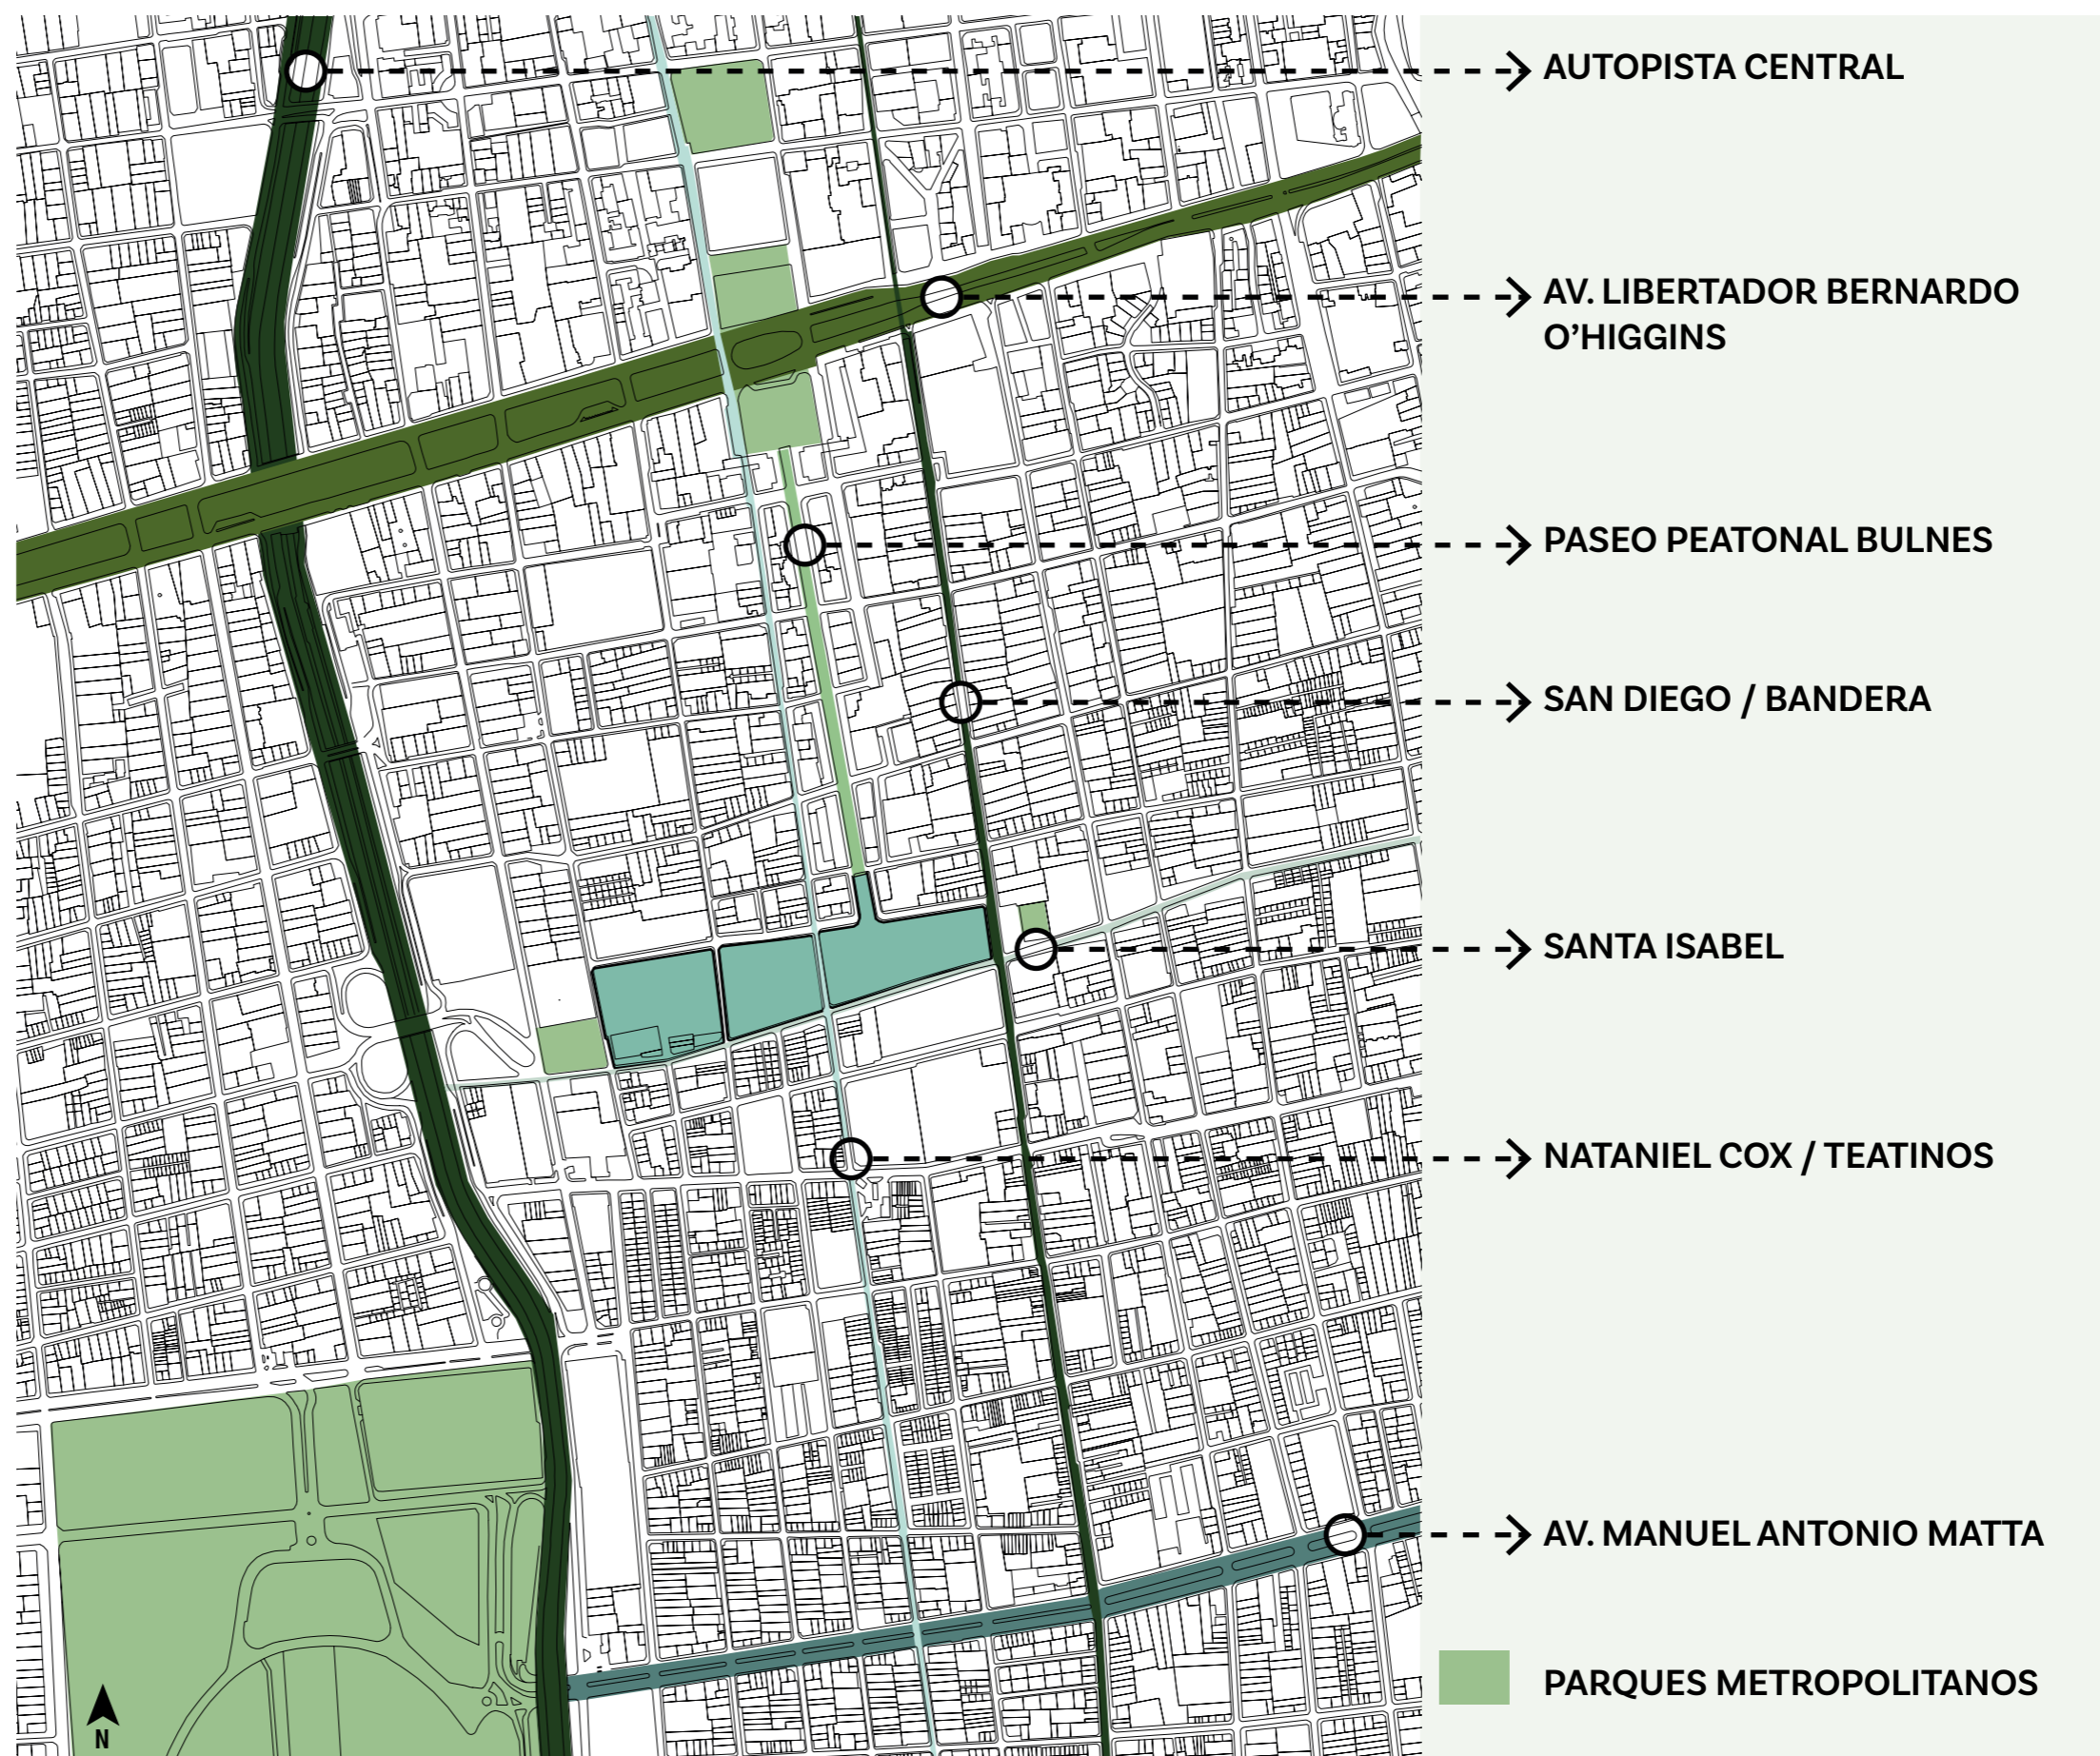 AUTOPISTA CENTRAL
AV. LIBERTADOR BERNARDO
O’HIGGINS
PASEO PEATONAL BULNES
SAN DIEGO / BANDERA
SANTA ISABEL
NATANIEL COX / TEATINOS
AV. MANUEL ANTONIO MATTA
PARQUES METROPOLITANOS
N